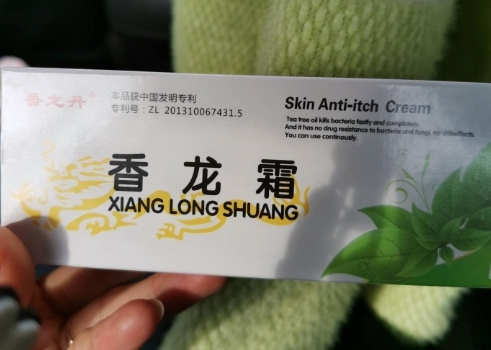 香龙丹®
本品获中国发明专利
专利号：ZL 201310067431.5
Skin Anti-itch Cream
Tea tree oil kills bacteria fastly and completely.
And it has no drug resistance to bacteria and fungi, no sideeffects.
You can use continously.
香龙霜
XIANG LONG SHUANG